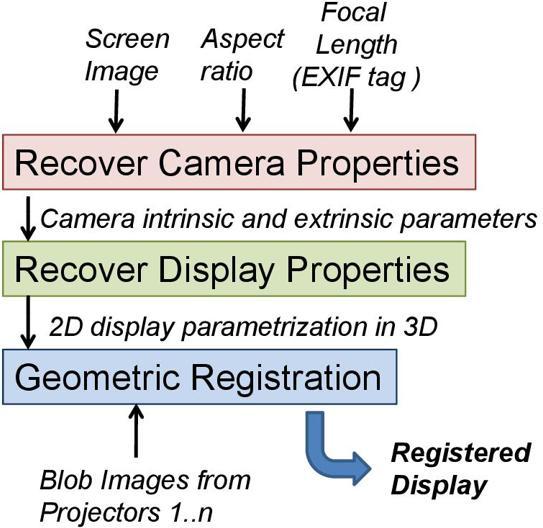 Screen
Image
Aspect
ratio
Focal
Length
(EXIF tag )
Recover Camera Properties
Camera intrinsic and extrinsic parameters
Recover Display Properties
2D display parametrization in 3D
Geometric Registration
Blob Images from
Projectors 1..n
Registered
Display